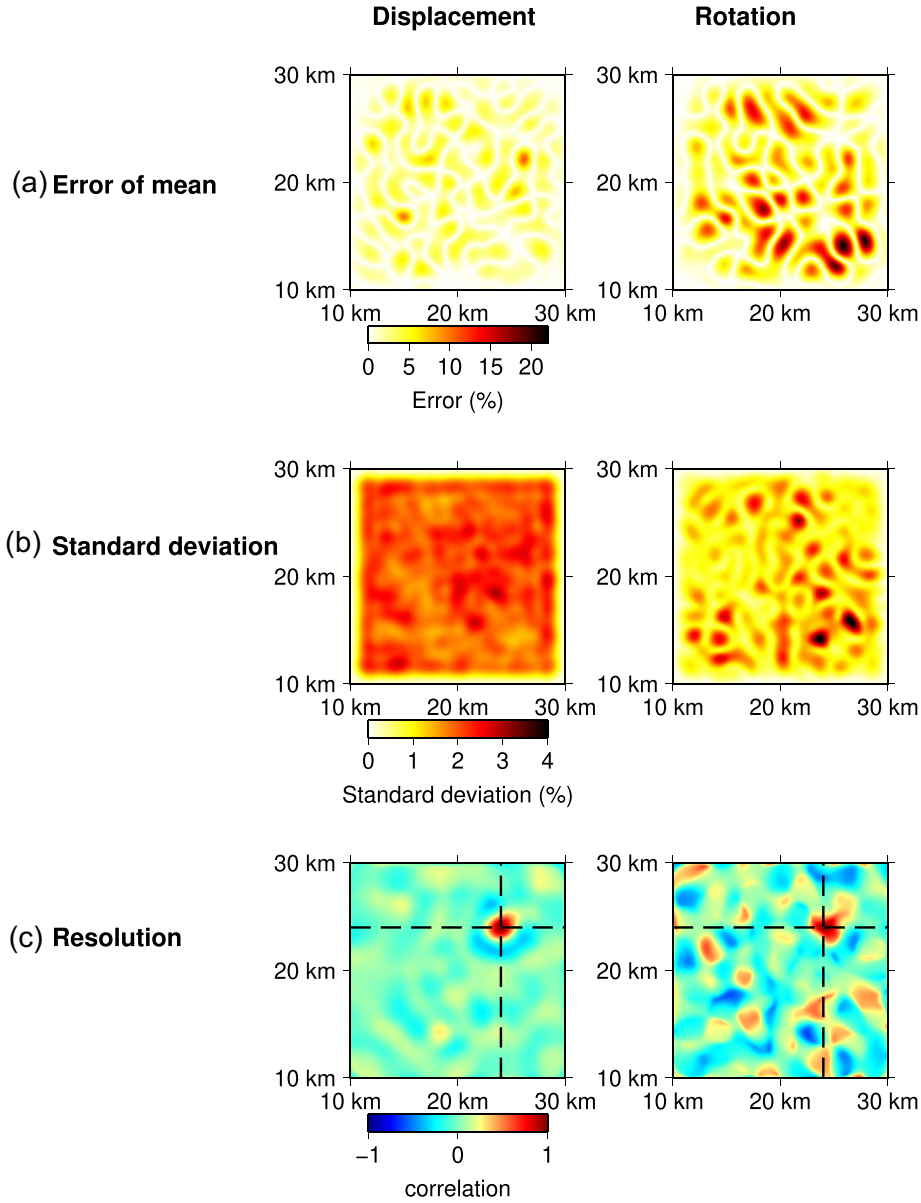 Displacement Rotation
30 km 30 km
(a) Error of mean 20 km 20 km
10 km 10 km
10 km 20 km 30 km 10 km 20 km 30 km
0 5 10 15 20
Error (%)
30 km 30 km
(b) Standard deviation
20 km 20 km
10 km 10 km
10 km 20 km 30 km 10 km 20 km 30 km
0 1 2 3 4
Standard deviation (%)
30 km 30 km
(c) Resolution
20 km 20 km
10 km 10 km
10 km 20 km 30 km 10 km 20 km 30 km
−1 0 1
correlation